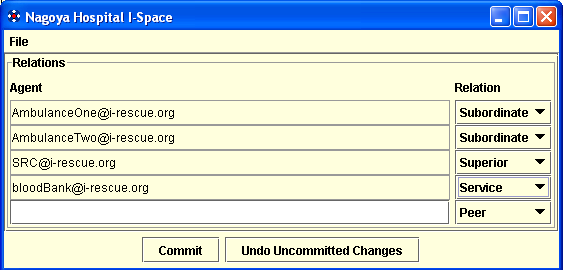 Nagoya Hospital I-Space
File
Relations
Agent Relation
AmbulanceOne@i-rescue.org Subordinate
AmbulanceTwo@i-rescue.org Subordinate
SRC@i-rescue.org Superior
bloodBank@i-rescue.org Service
Peer
Commit Undo Uncommitted Changes